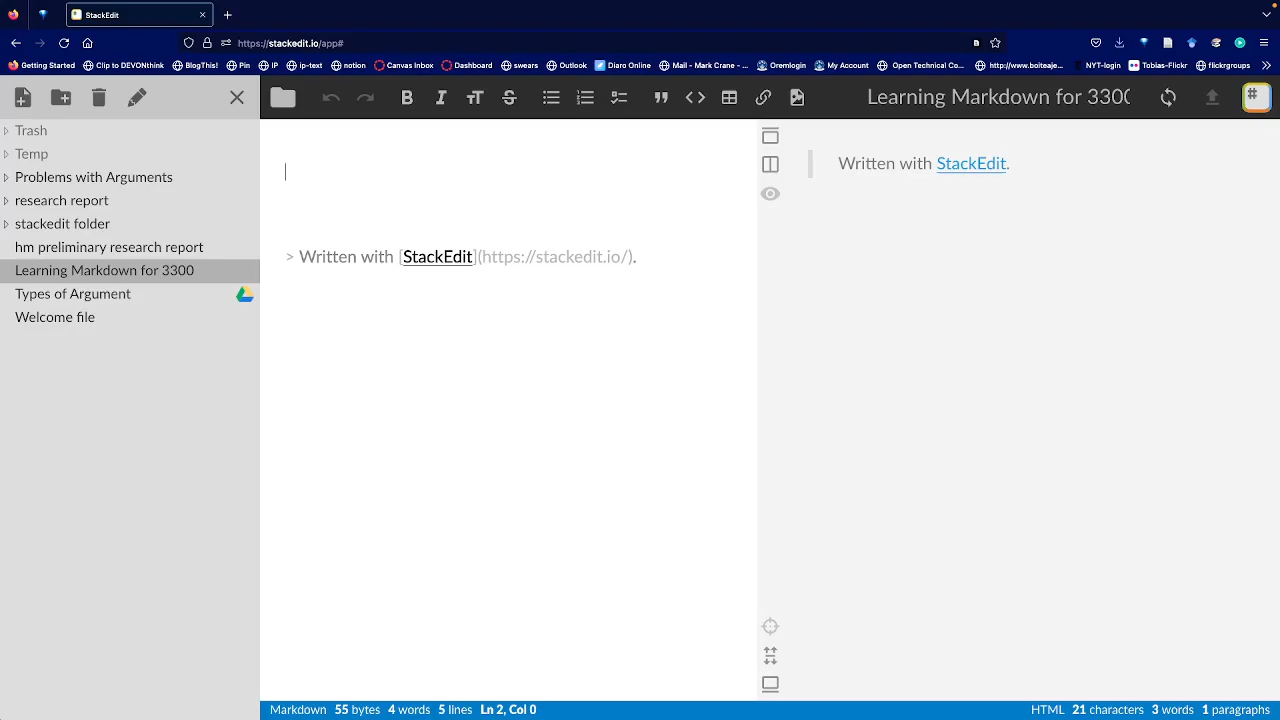 StackEdit
https://stackedit.io/app#
Getting Started Clip to DEVONthink BlogThis! Pin IP ip-text notion Canvas Inbox Dashboard swears Outlook Diaro Online Mail - Mark Crane - ... Oremlogin My Account Open Technical Co... http://www.boiteaje... NYT-login Tobias-Flickr flickrgroups
Learning Markdown for 3300
Trash
Temp
Problems with Arguments
research report
stackedit folder
hm preliminary research report
Learning Markdown for 3300
Types of Argument
Welcome file
> Written with [StackEdit](https://stackedit.io/).
Written with StackEdit.
Markdown 55 bytes 4 words 5 lines Ln 2, Col 0
HTML 21 characters 3 words 1 paragraphs